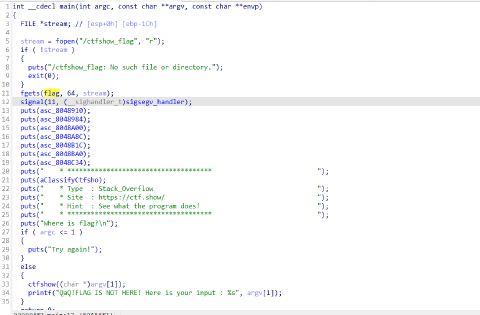 1 int __cdecl main(int argc, const char **argv, const char **envp)
2 {
3 FILE *stream; // [esp+0h] [ebp-1Ch]
4
5 stream = fopen("/ctfshow_flag", "r");
6 if ( !stream )
7 {
8 puts("/ctfshow_flag: No such file or directory.");
9 exit(0);
10 }
11 fgets(flag, 64, stream);
12 signal(11, (__sighandler_t)sigsegv_handler);
13 puts(asc_8048910);
14 puts(asc_8048984);
15 puts(asc_8048A00);
16 puts(asc_8048A8C);
17 puts(asc_8048B1C);
18 puts(asc_8048BA0);
19 puts(asc_8048C34);
20 puts(" * ************************************* ");
21 puts(aClassifyCtfsho);
22 puts(" * Type : Stack_Overflow ");
23 puts(" * Site : https://ctf.show/ ");
24 puts(" * Hint : See what the program does! ");
25 puts(" * ************************************* ");
26 puts("Where is flag?\n");
27 if ( argc <= 1 )
28 {
29 puts("Try again!");
30 }
31 else
32 {
33 ctfshow((char *)argv[1]);
34 printf("QaQ!FLAG IS NOT HERE! Here is your input : %s", argv[1]);
35 }